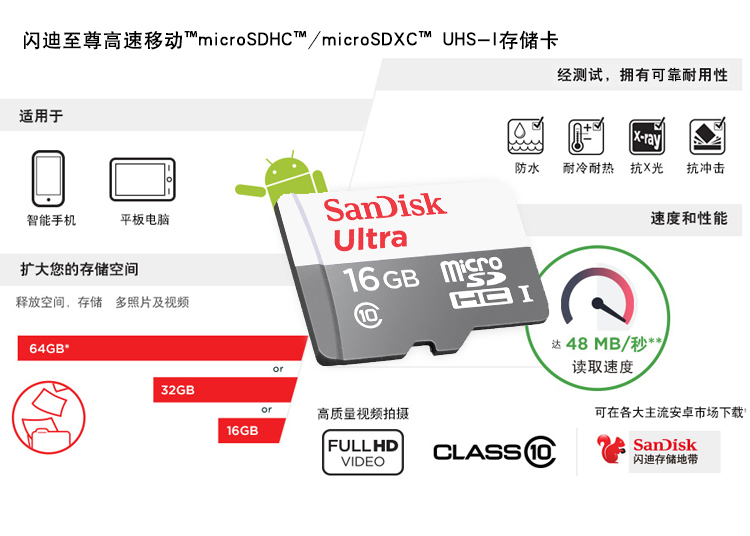 闪迪至尊高速移动™microSDHC™/microSDXC™ UHS-I存储卡
经测试，拥有可靠耐用性
适用于
X-ray
防水 耐冷耐热 抗X光 抗冲击
智能手机 平板电脑
速度和性能
SanDisk
Ultra
16GB
micro
SD
HC I
10
扩大您的存储空间
释放空间，存储 多照片及视频
64GB*
or
32GB
or
16GB
达 48 MB/秒**
读取速度
高质量视频拍摄
FULL HD
VIDEO
CLASS 10
可在各大主流安卓市场下载
SanDisk
闪迪存储地带